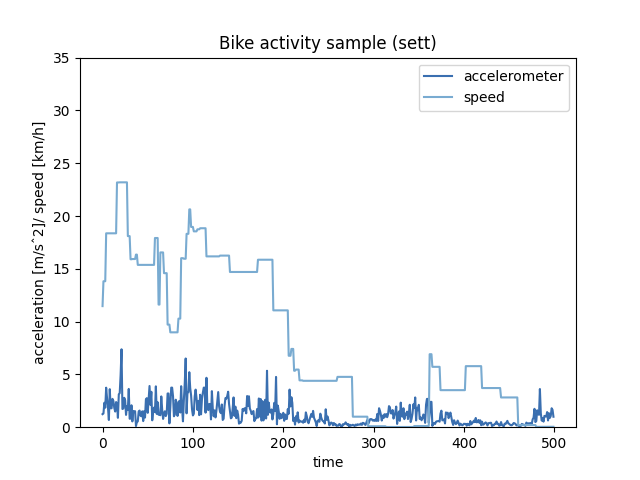 Bike activity sample (sett)
acceleration [m/s^2]/ speed [km/h]
35
30
25
20
15
10
5
0
accelerometer
speed
0
100
200
300
400
500
time